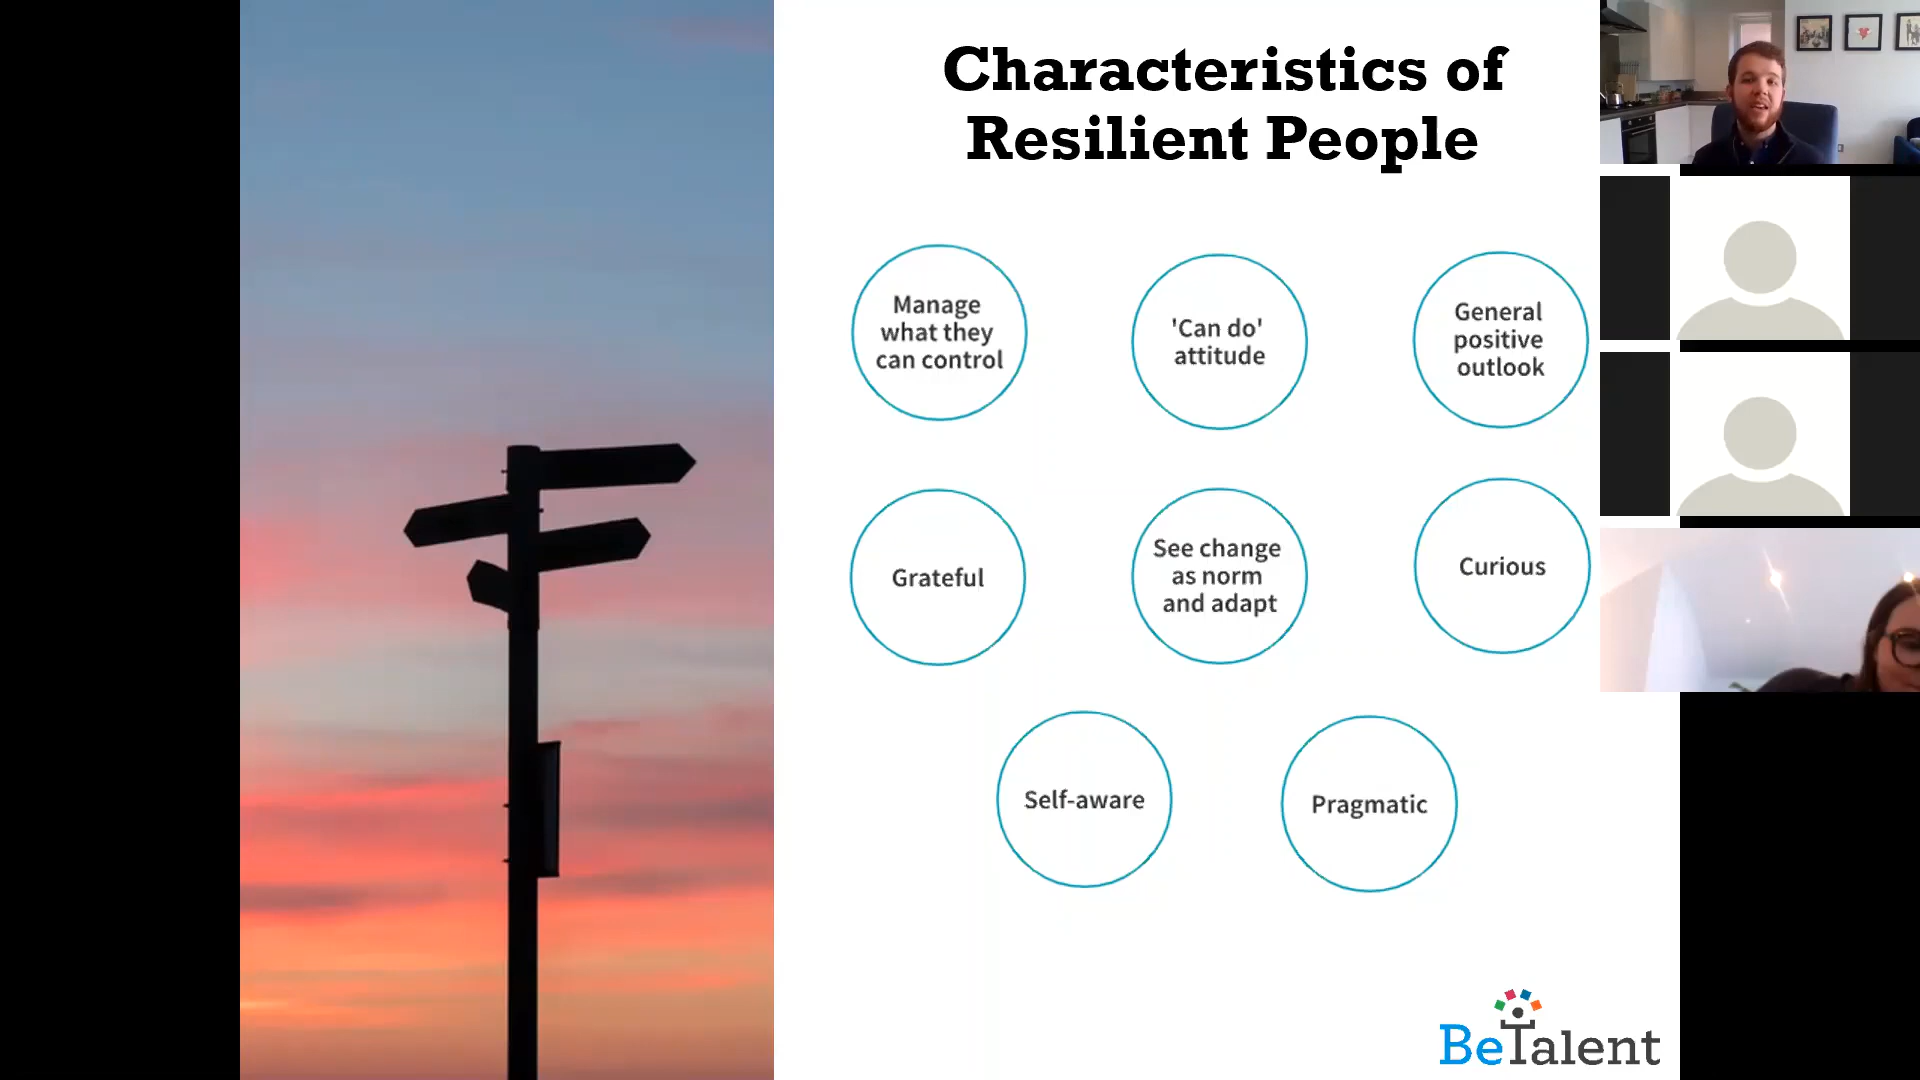 Characteristics of
Resilient People
Manage
what they
can control
'Can do'
attitude
General
positive
outlook
Grateful
See change
as norm
and adapt
Curious
Self-aware
Pragmatic
BeTalent